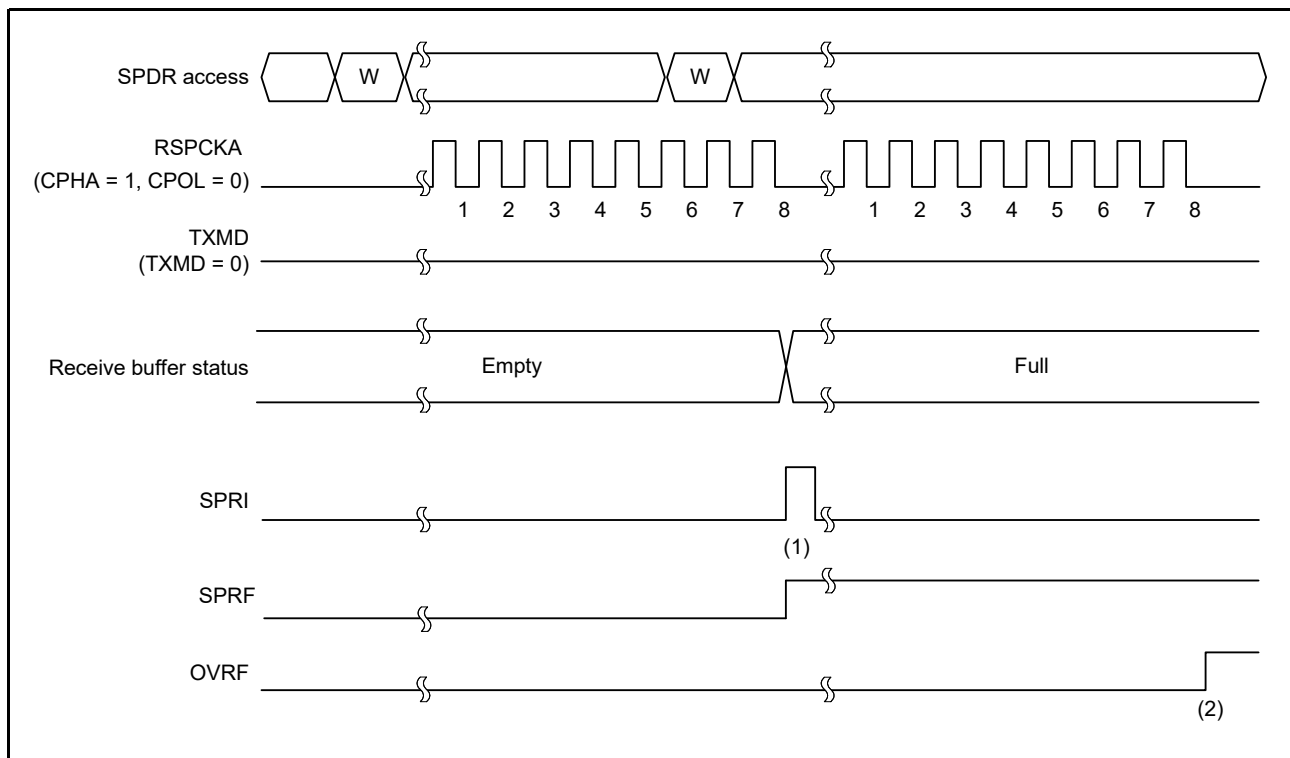 SPDR access
W
W
RSPCKA
(CPHA = 1, CPOL = 0)
1 2 3 4 5 6 7 8
1 2 3 4 5 6 7 8
TXMD
(TXMD = 0)
Receive buffer status
Empty
Full
SPRI
(1)
SPRF
OVRF
(2)